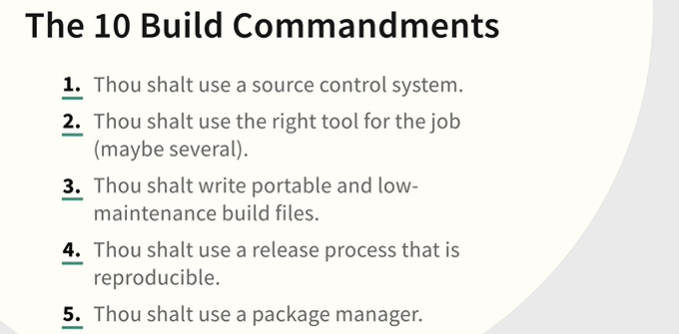 The 10 Build Commandments
1. Thou shalt use a source control system.
2. Thou shalt use the right tool for the job
(maybe several).
3. Thou shalt write portable and low-
maintenance build files.
4. Thou shalt use a release process that is
reproducible.
5. Thou shalt use a package manager.